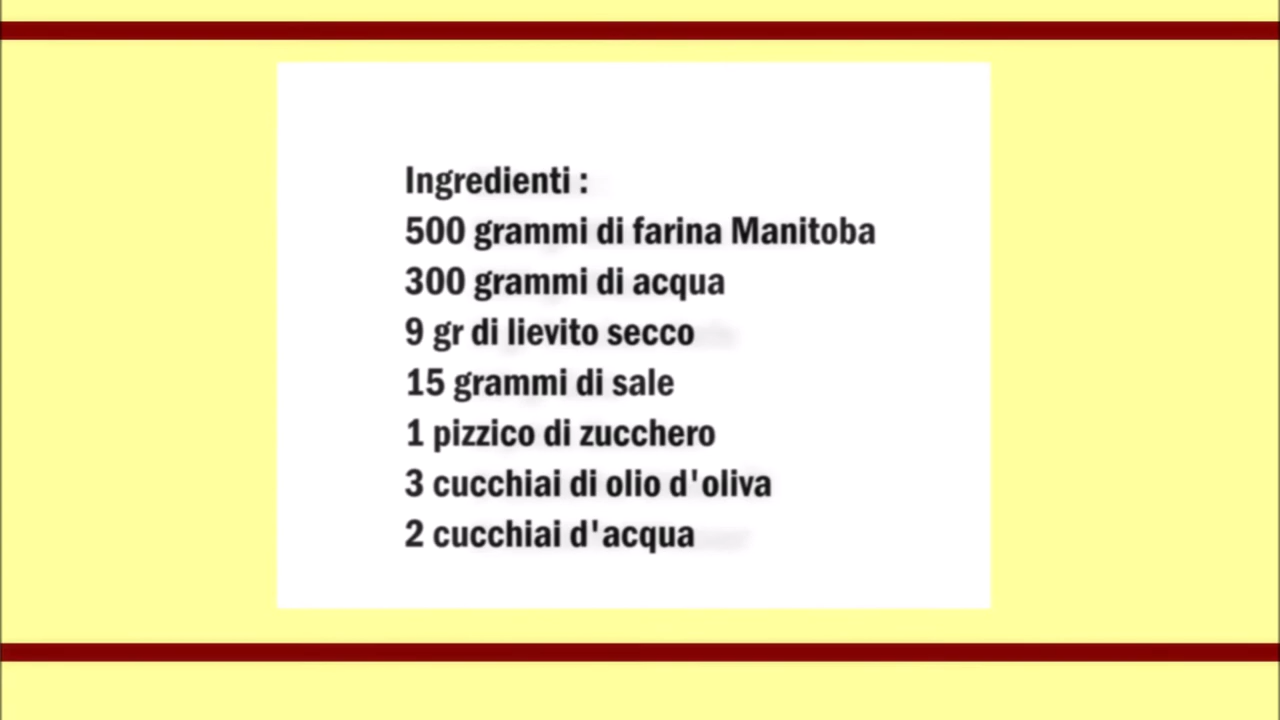 Ingredienti :
500 grammi di farina Manitoba
300 grammi di acqua
9 gr di lievito secco
15 grammi di sale
1 pizzico di zucchero
3 cucchiai di olio d'oliva
2 cucchiai d'acqua